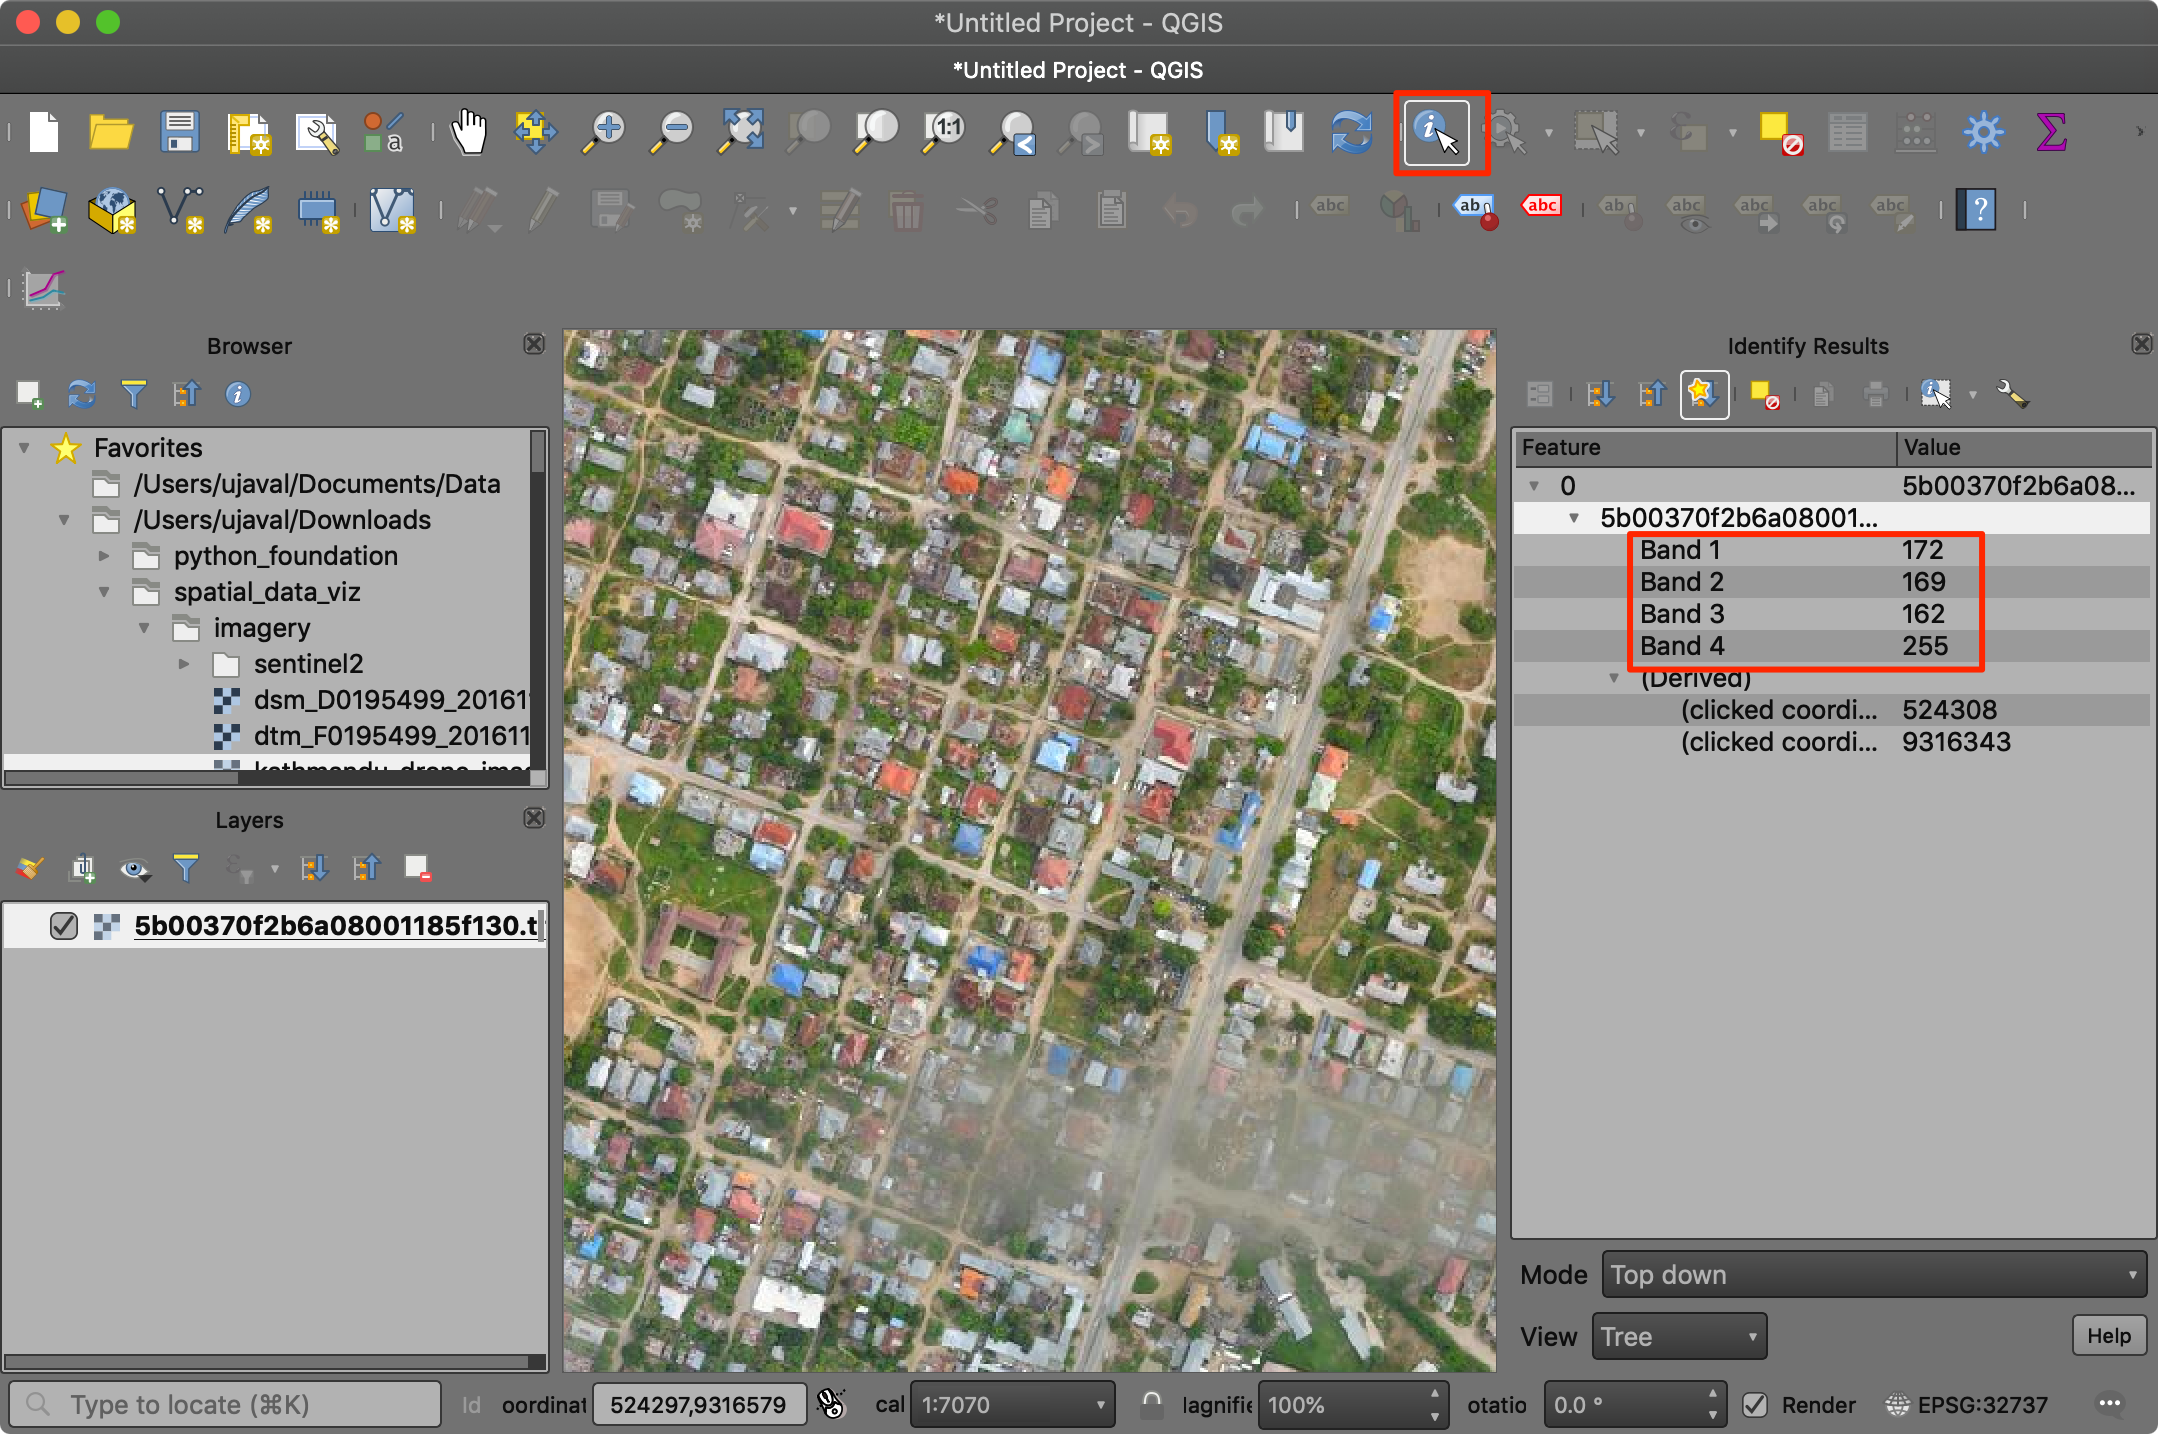 *Untitled Project - QGIS
*Untitled Project - QGIS
1:1
a
abc
ab
abc
abc
abc
abc
abc
abc
?
Browser
Favorites
/Users/ujaval/Documents/Data
/Users/ujaval/Downloads
python_foundation
spatial_data_viz
imagery
sentinel2
dsm_D0195499_20161
dtm_F0195499_201611
Layers
5b00370f2b6a08001185f130.t
Identify Results
Feature Value
0 5b00370f2b6a08...
5b00370f2b6a08001...
Band 1 172
Band 2 169
Band 3 162
Band 4 255
(Derived)
(clicked coordi... 524308
(clicked coordi... 9316343
Mode Top down
View Tree Help
Type to locate (⌘K) ld oordinat 524297,9316579 cal 1:7070 lagnifie 100% otatio 0.0 ° Render EPSG:32737